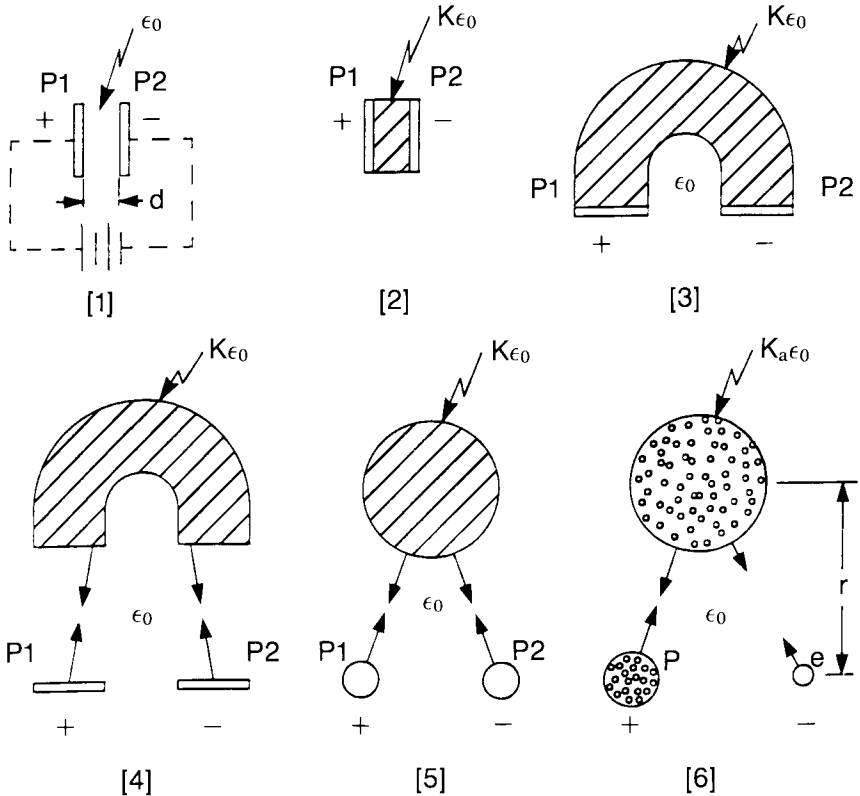 ϵ₀
P1 P2
+ −
d
[1]
Kϵ₀
P1 P2
+ −
[2]
Kϵ₀
P1 ϵ₀ P2
+ −
[3]
Kϵ₀
ϵ₀
P1 P2
+ −
[4]
Kϵ₀
ϵ₀
P1 P2
+ −
[5]
Kₐϵ₀
r
ϵ₀
P e
+ −
[6]